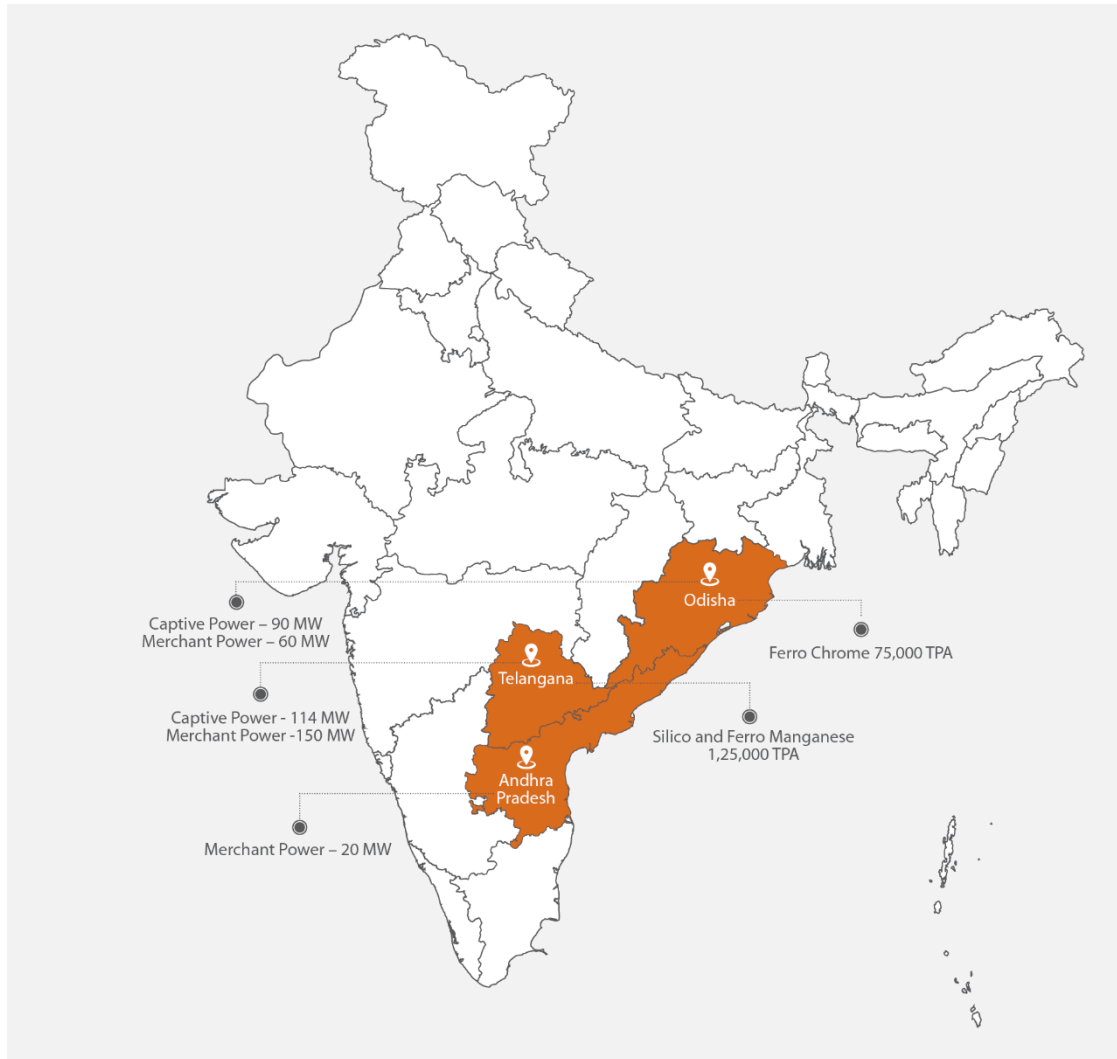 Odisha
Captive Power – 90 MW
Merchant Power – 60 MW
Ferro Chrome 75,000 TPA
Telangana
Captive Power - 114 MW
Merchant Power -150 MW
Silico and Ferro Manganese
1,25,000 TPA
Andhra
Pradesh
Merchant Power – 20 MW